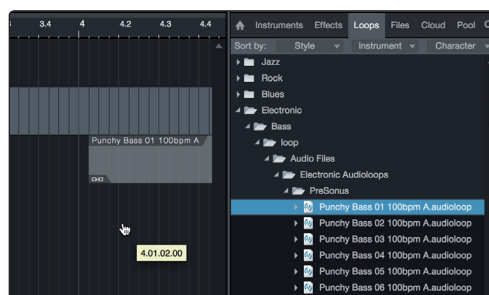 3.4 4 4.2 4.3 4.4
Punchy Bass 01 100bpm A
4.01.02.00
Instruments Effects Loops Files Cloud Pool
Sort by: Style Instrument Character
Jazz
Rock
Blues
Electronic
Bass
loop
Audio Files
Electronic Audioloops
PreSonus
Punchy Bass 01 100bpm A.audioloop
Punchy Bass 02 100bpm A.audioloop
Punchy Bass 03 100bpm A.audioloop
Punchy Bass 04 100bpm A.audioloop
Punchy Bass 05 100bpm A.audioloop
Punchy Bass 06 100bpm A.audioloop